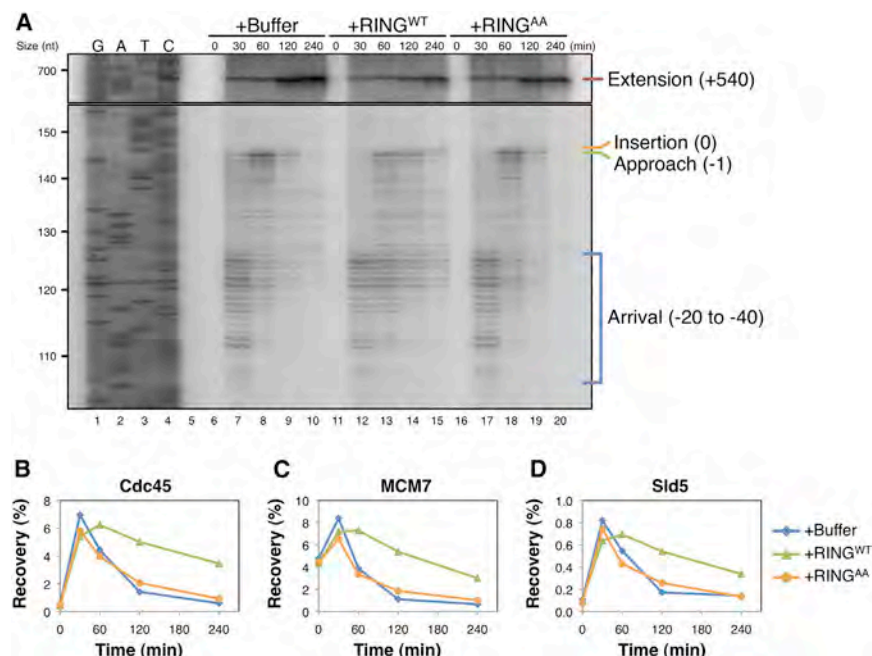 A
+Buffer +RING^WT +RING^AA
Size (nt) G A T C 0 30 60 120 240 0 30 60 120 240 0 30 60 120 240 (min)
700
Extension (+540)
150
Insertion (0)
Approach (-1)
140
130
120
Arrival (-20 to -40)
110
1 2 3 4 5 6 7 8 9 10 11 12 13 14 15 16 17 18 19 20
B C D
Cdc45 MCM7 Sld5
Recovery (%)
8
6
4
2
0
0 60 120 180 240
Time (min)
Recovery (%)
10
8
6
4
2
0
0 60 120 180 240
Time (min)
Recovery (%)
1.0
0.8
0.6
0.4
0.2
0.0
0 60 120 180 240
Time (min)
+Buffer
+RING^WT
+RING^AA